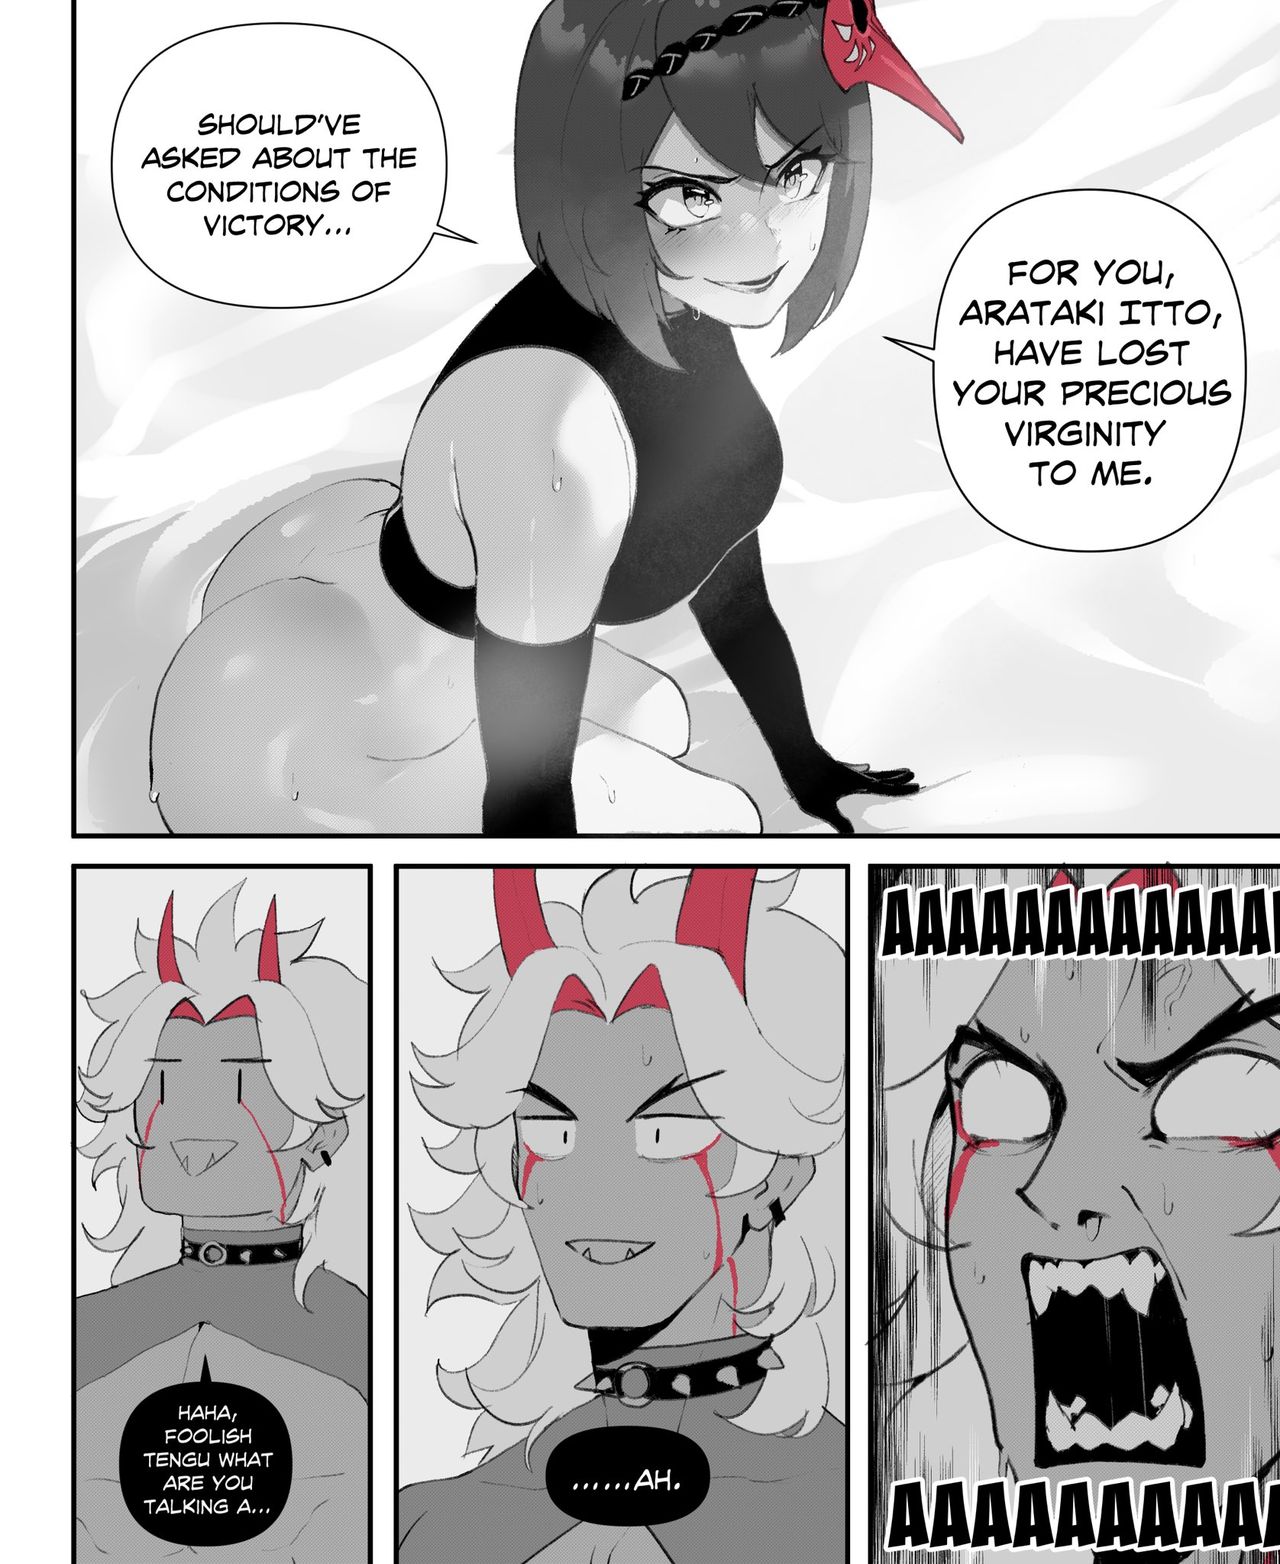 SHOULD'VE
ASKED ABOUT THE
CONDITIONS OF
VICTORY...
FOR YOU,
ARATAKI ITTO,
HAVE LOST
YOUR PRECIOUS
VIRGINITY
TO ME.
HAHA,
FOOLISH
TENGU WHAT
ARE YOU
TALKING A...
......AH.
AAAAAAAAAAAA
AAAAAAAAAAA